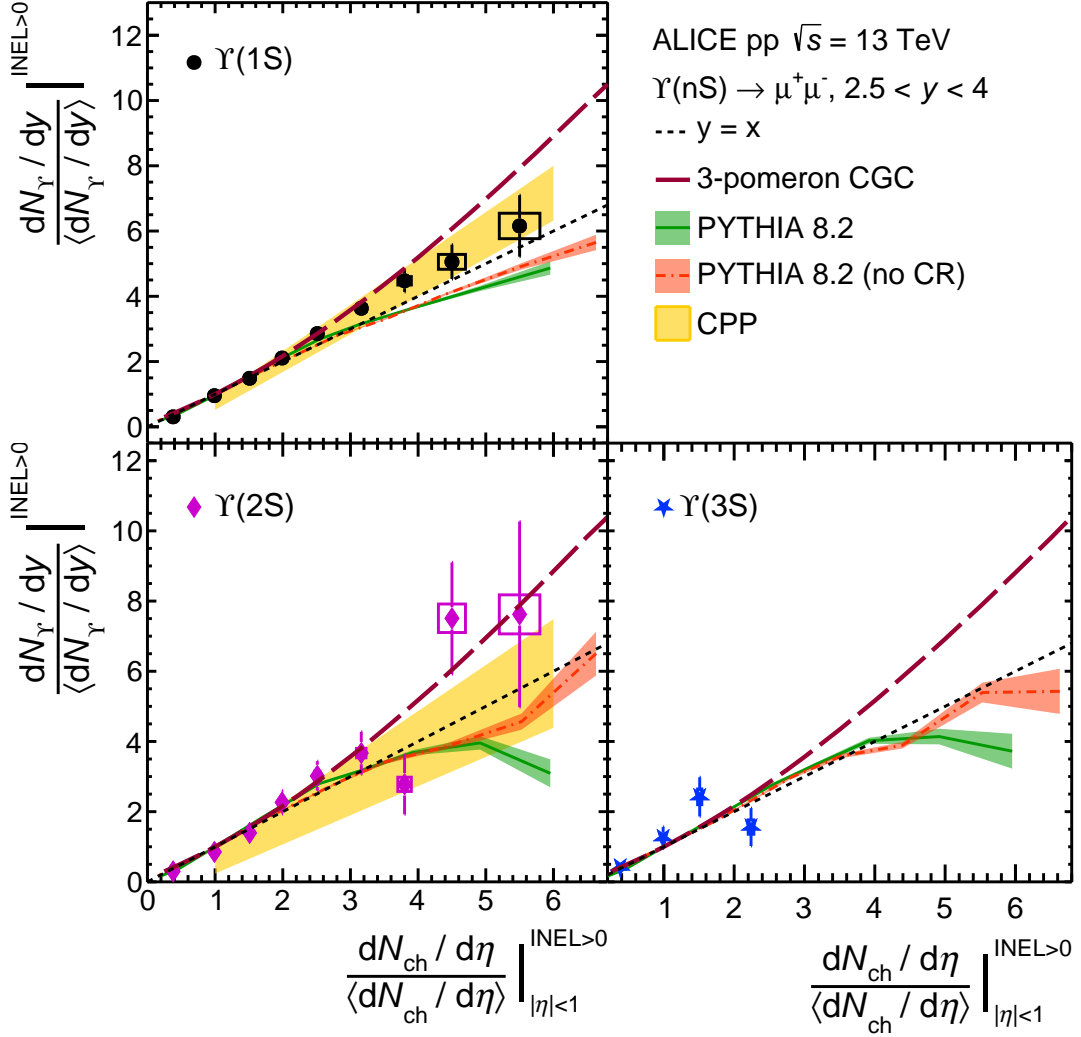 ALICE pp √s = 13 TeV
ϒ(nS) → μ⁺μ⁻, 2.5 < y < 4
y = x
3-pomeron CGC
PYTHIA 8.2
PYTHIA 8.2 (no CR)
CPP
dN_ϒ / dy
⟨dN_ϒ / dy⟩
INEL>0
ϒ(1S)
12
10
8
6
4
2
0
dN_ϒ / dy
⟨dN_ϒ / dy⟩
INEL>0
ϒ(2S)
12
10
8
6
4
2
0
0 1 2 3 4 5 6
dN_ch / dη
⟨dN_ch / dη⟩
INEL>0
|η|<1
ϒ(3S)
1 2 3 4 5 6
dN_ch / dη
⟨dN_ch / dη⟩
INEL>0
|η|<1